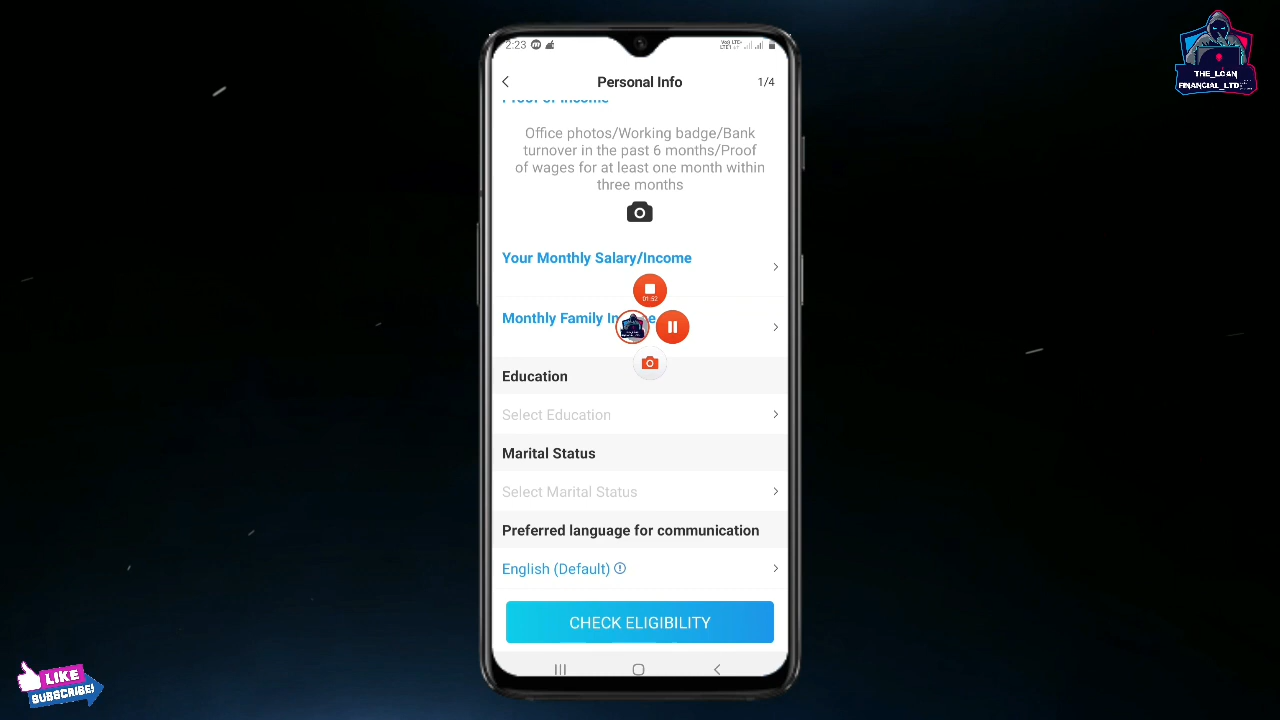 2:23
Personal Info
1/4
Proof of Income
Office photos/Working badge/Bank
turnover in the past 6 months/Proof
of wages for at least one month within
three months
Your Monthly Salary/Income
01:52
Monthly Family In e
Education
Select Education
Marital Status
Select Marital Status
Preferred language for communication
English (Default)
CHECK ELIGIBILITY
THE_LOAN
FINANCIAL_LTD
LIKE
SUBSCRIBE!